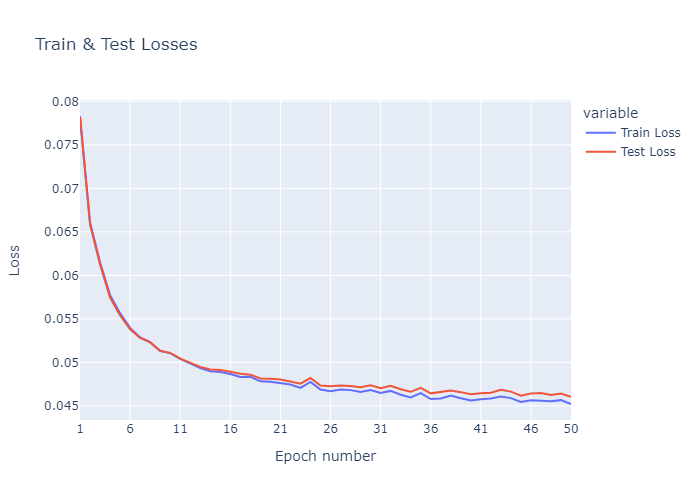 Train & Test Losses
0.08
0.075
0.07
0.065
0.06
0.055
0.05
0.045
Loss
1 6 11 16 21 26 31 36 41 46 50
Epoch number
variable
Train Loss
Test Loss